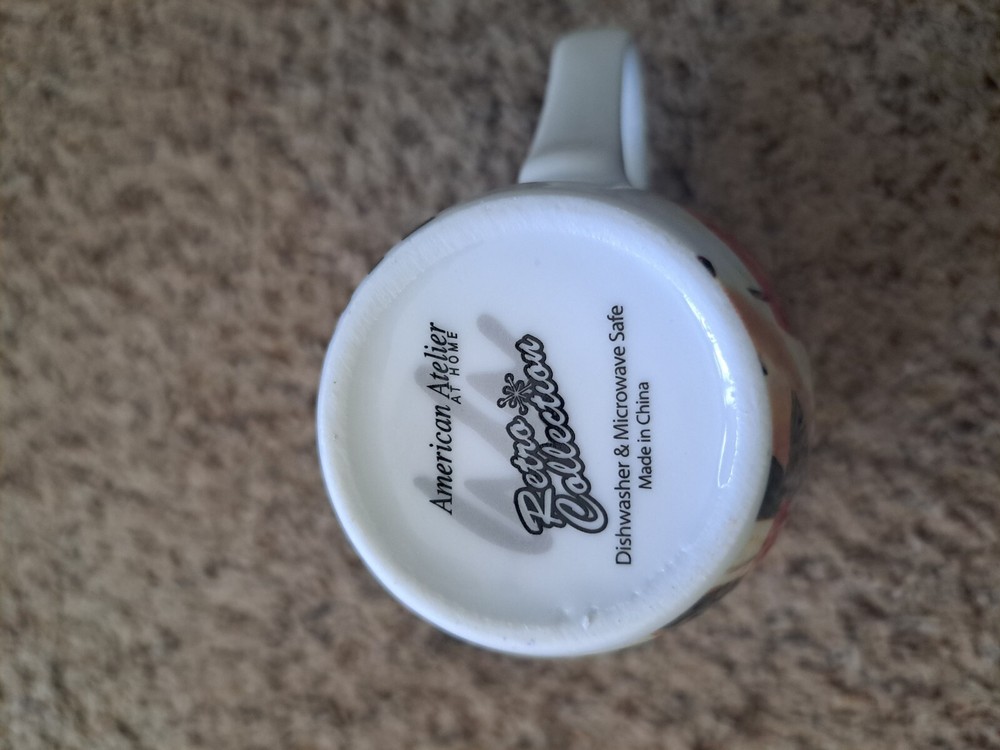 American Atelier
AT HOME
Retro
Collection
Dishwasher & Microwave Safe
Made in China